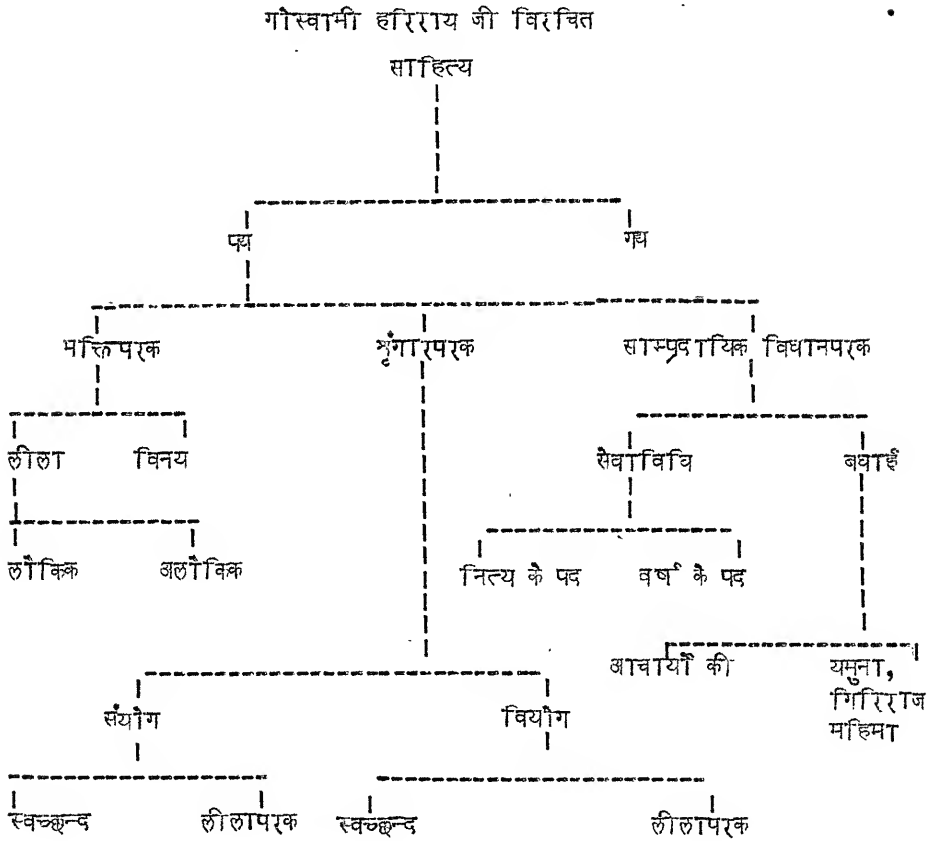 गोस्वामी हरिराय जी विरचित
साहित्य
पद्य गद्य
भक्तिपरक श्रृंगारपरक साम्प्रदायिक विधानपरक
लीला विनय सेवाविधि बधाई
लौकिक अलौकिक नित्य के पद वर्ष के पद
आचार्यों की यमुना,
गिरिराज
महिमा
संयोग वियोग
स्वच्छन्द लीलापरक स्वच्छन्द लीलापरक